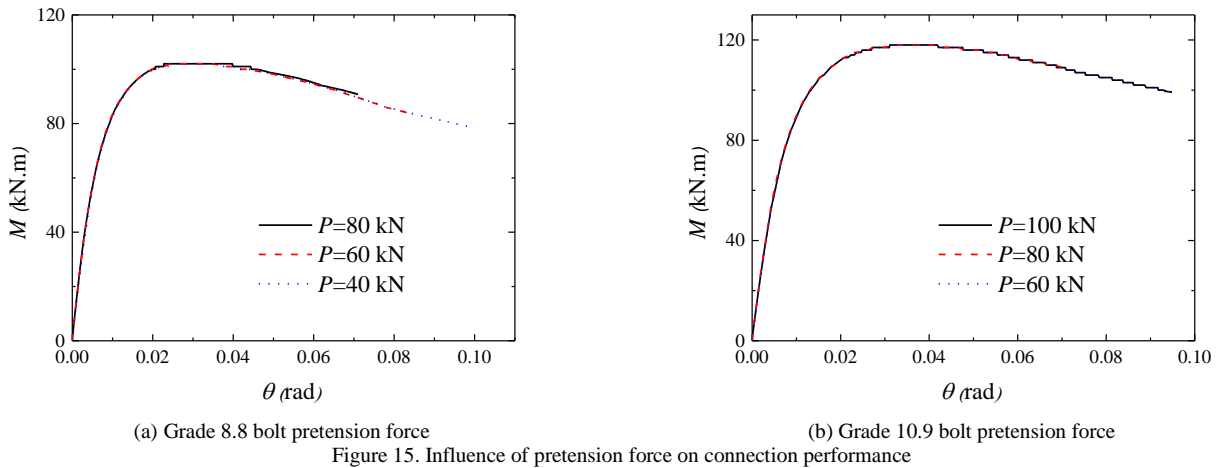 120
80
40
0
M (kN.m)
P=80 kN
P=60 kN
P=40 kN
0.00 0.02 0.04 0.06 0.08 0.10
θ (rad)
(a) Grade 8.8 bolt pretension force
120
80
40
0
M (kN.m)
P=100 kN
P=80 kN
P=60 kN
0.00 0.02 0.04 0.06 0.08 0.10
θ (rad)
(b) Grade 10.9 bolt pretension force
Figure 15. Influence of pretension force on connection performance